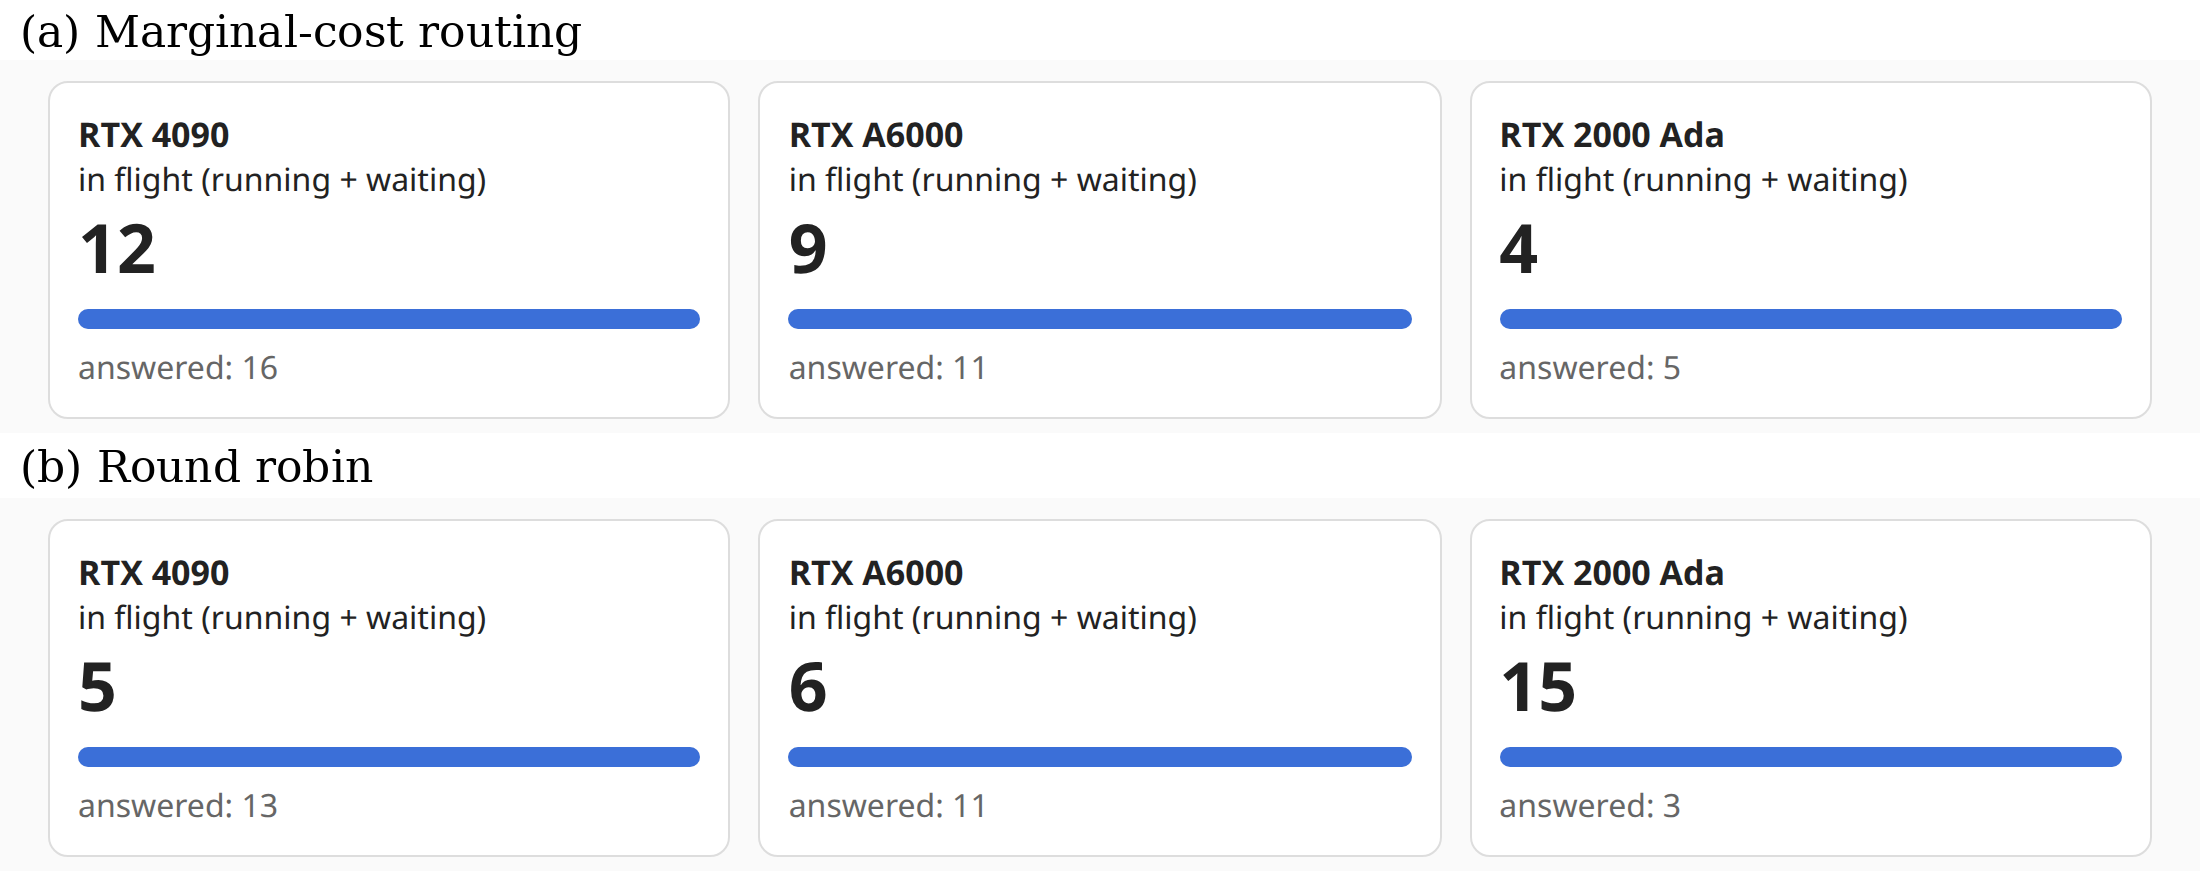 (a) Marginal-cost routing
RTX 4090
in flight (running + waiting)
12
answered: 16
RTX A6000
in flight (running + waiting)
9
answered: 11
RTX 2000 Ada
in flight (running + waiting)
4
answered: 5
(b) Round robin
RTX 4090
in flight (running + waiting)
5
answered: 13
RTX A6000
in flight (running + waiting)
6
answered: 11
RTX 2000 Ada
in flight (running + waiting)
15
answered: 3